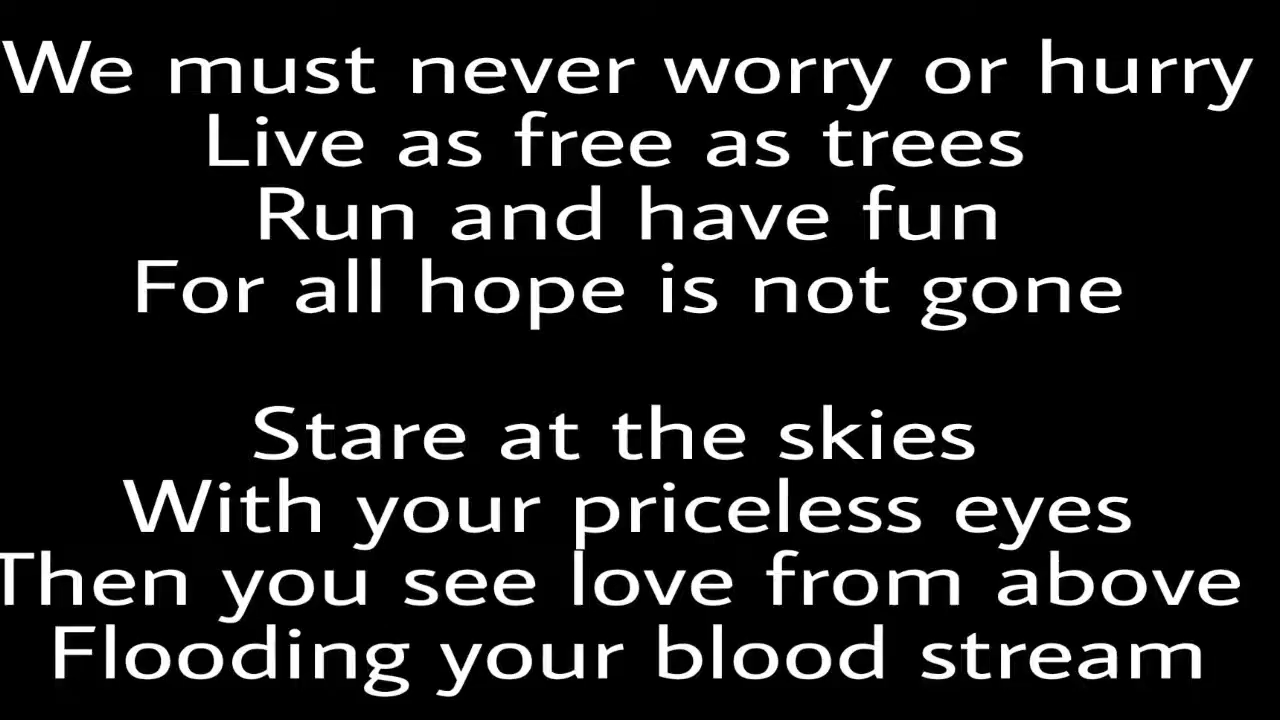 We must never worry or hurry
Live as free as trees
Run and have fun
For all hope is not gone
Stare at the skies
With your priceless eyes
Then you see love from above
Flooding your blood stream